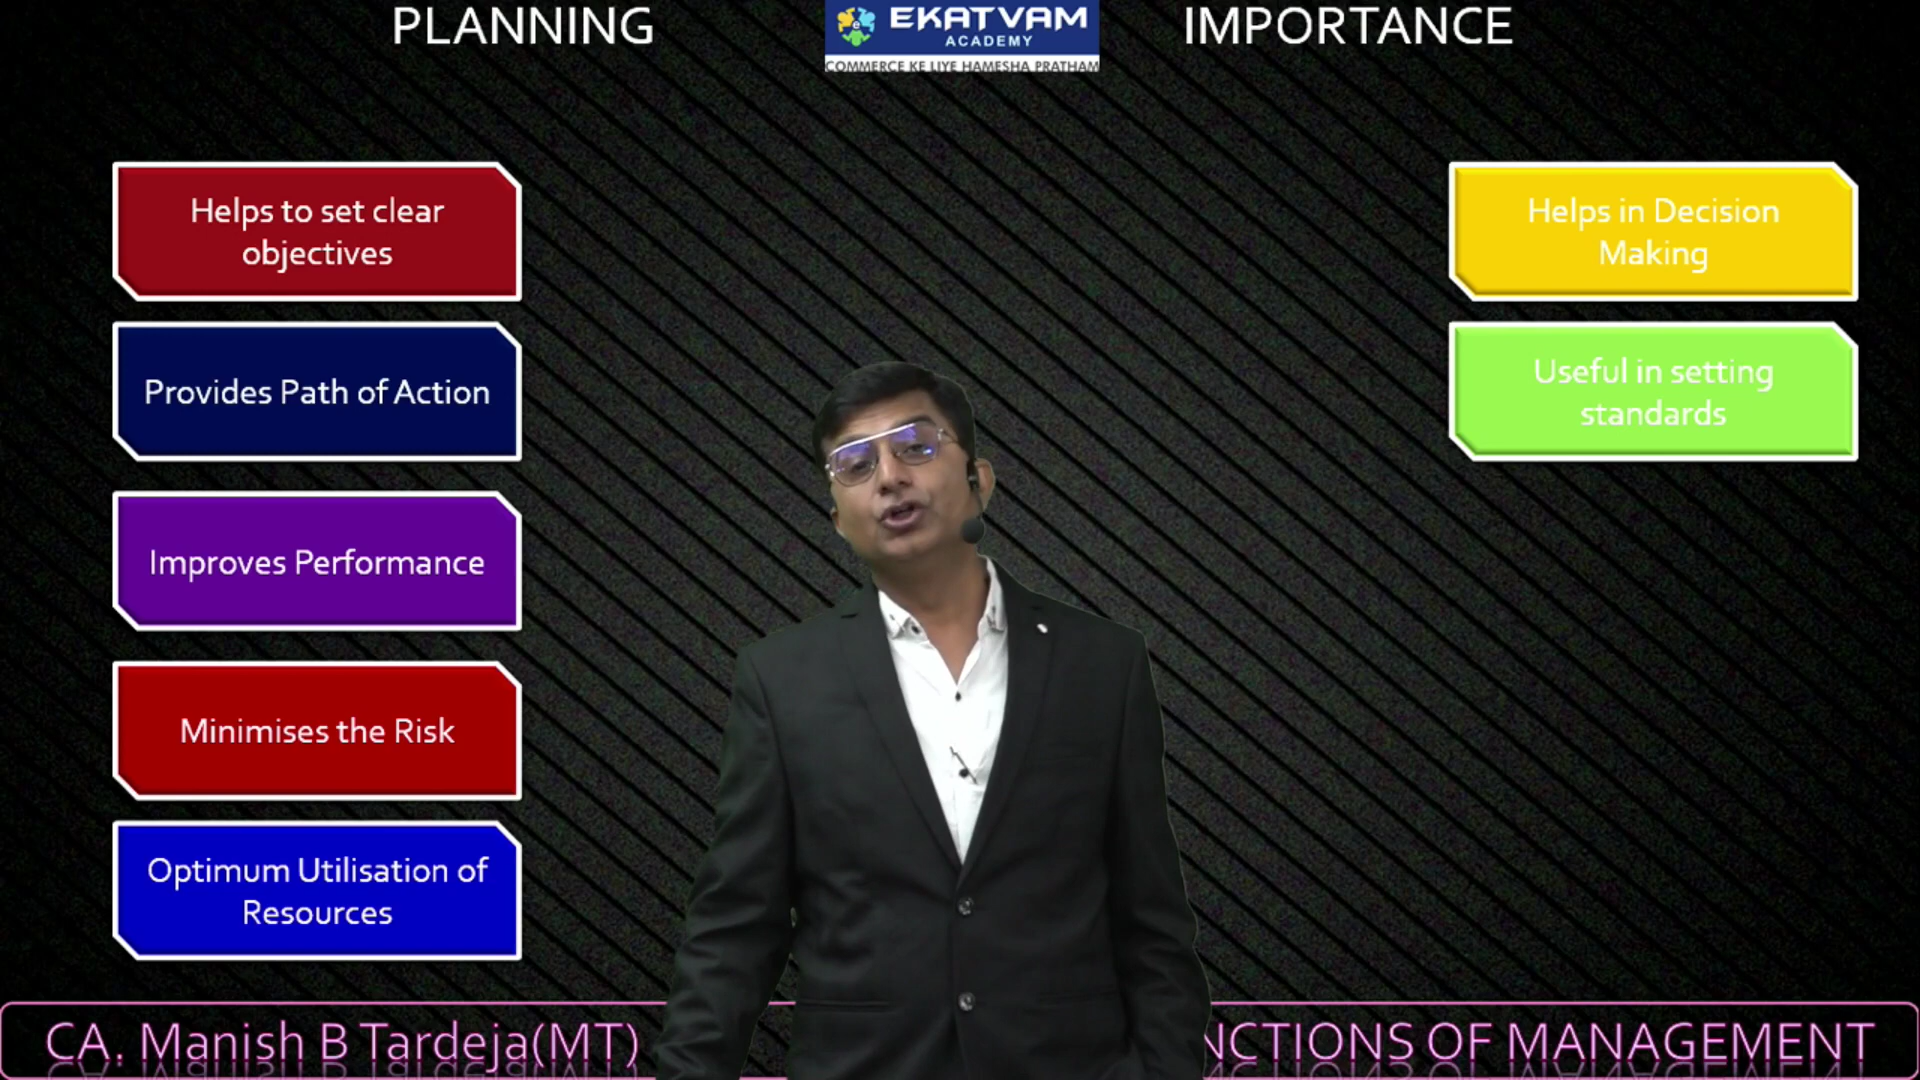 PLANNING
EKATVAM
ACADEMY
COMMERCE KE LIYE HAMESHA PRATHAM
IMPORTANCE
Helps to set clear
objectives
Provides Path of Action
Improves Performance
Minimises the Risk
Optimum Utilisation of
Resources
Helps in Decision
Making
Useful in setting
standards
CA. Manish B Tardeja(MT)
OF MANAGEMENT